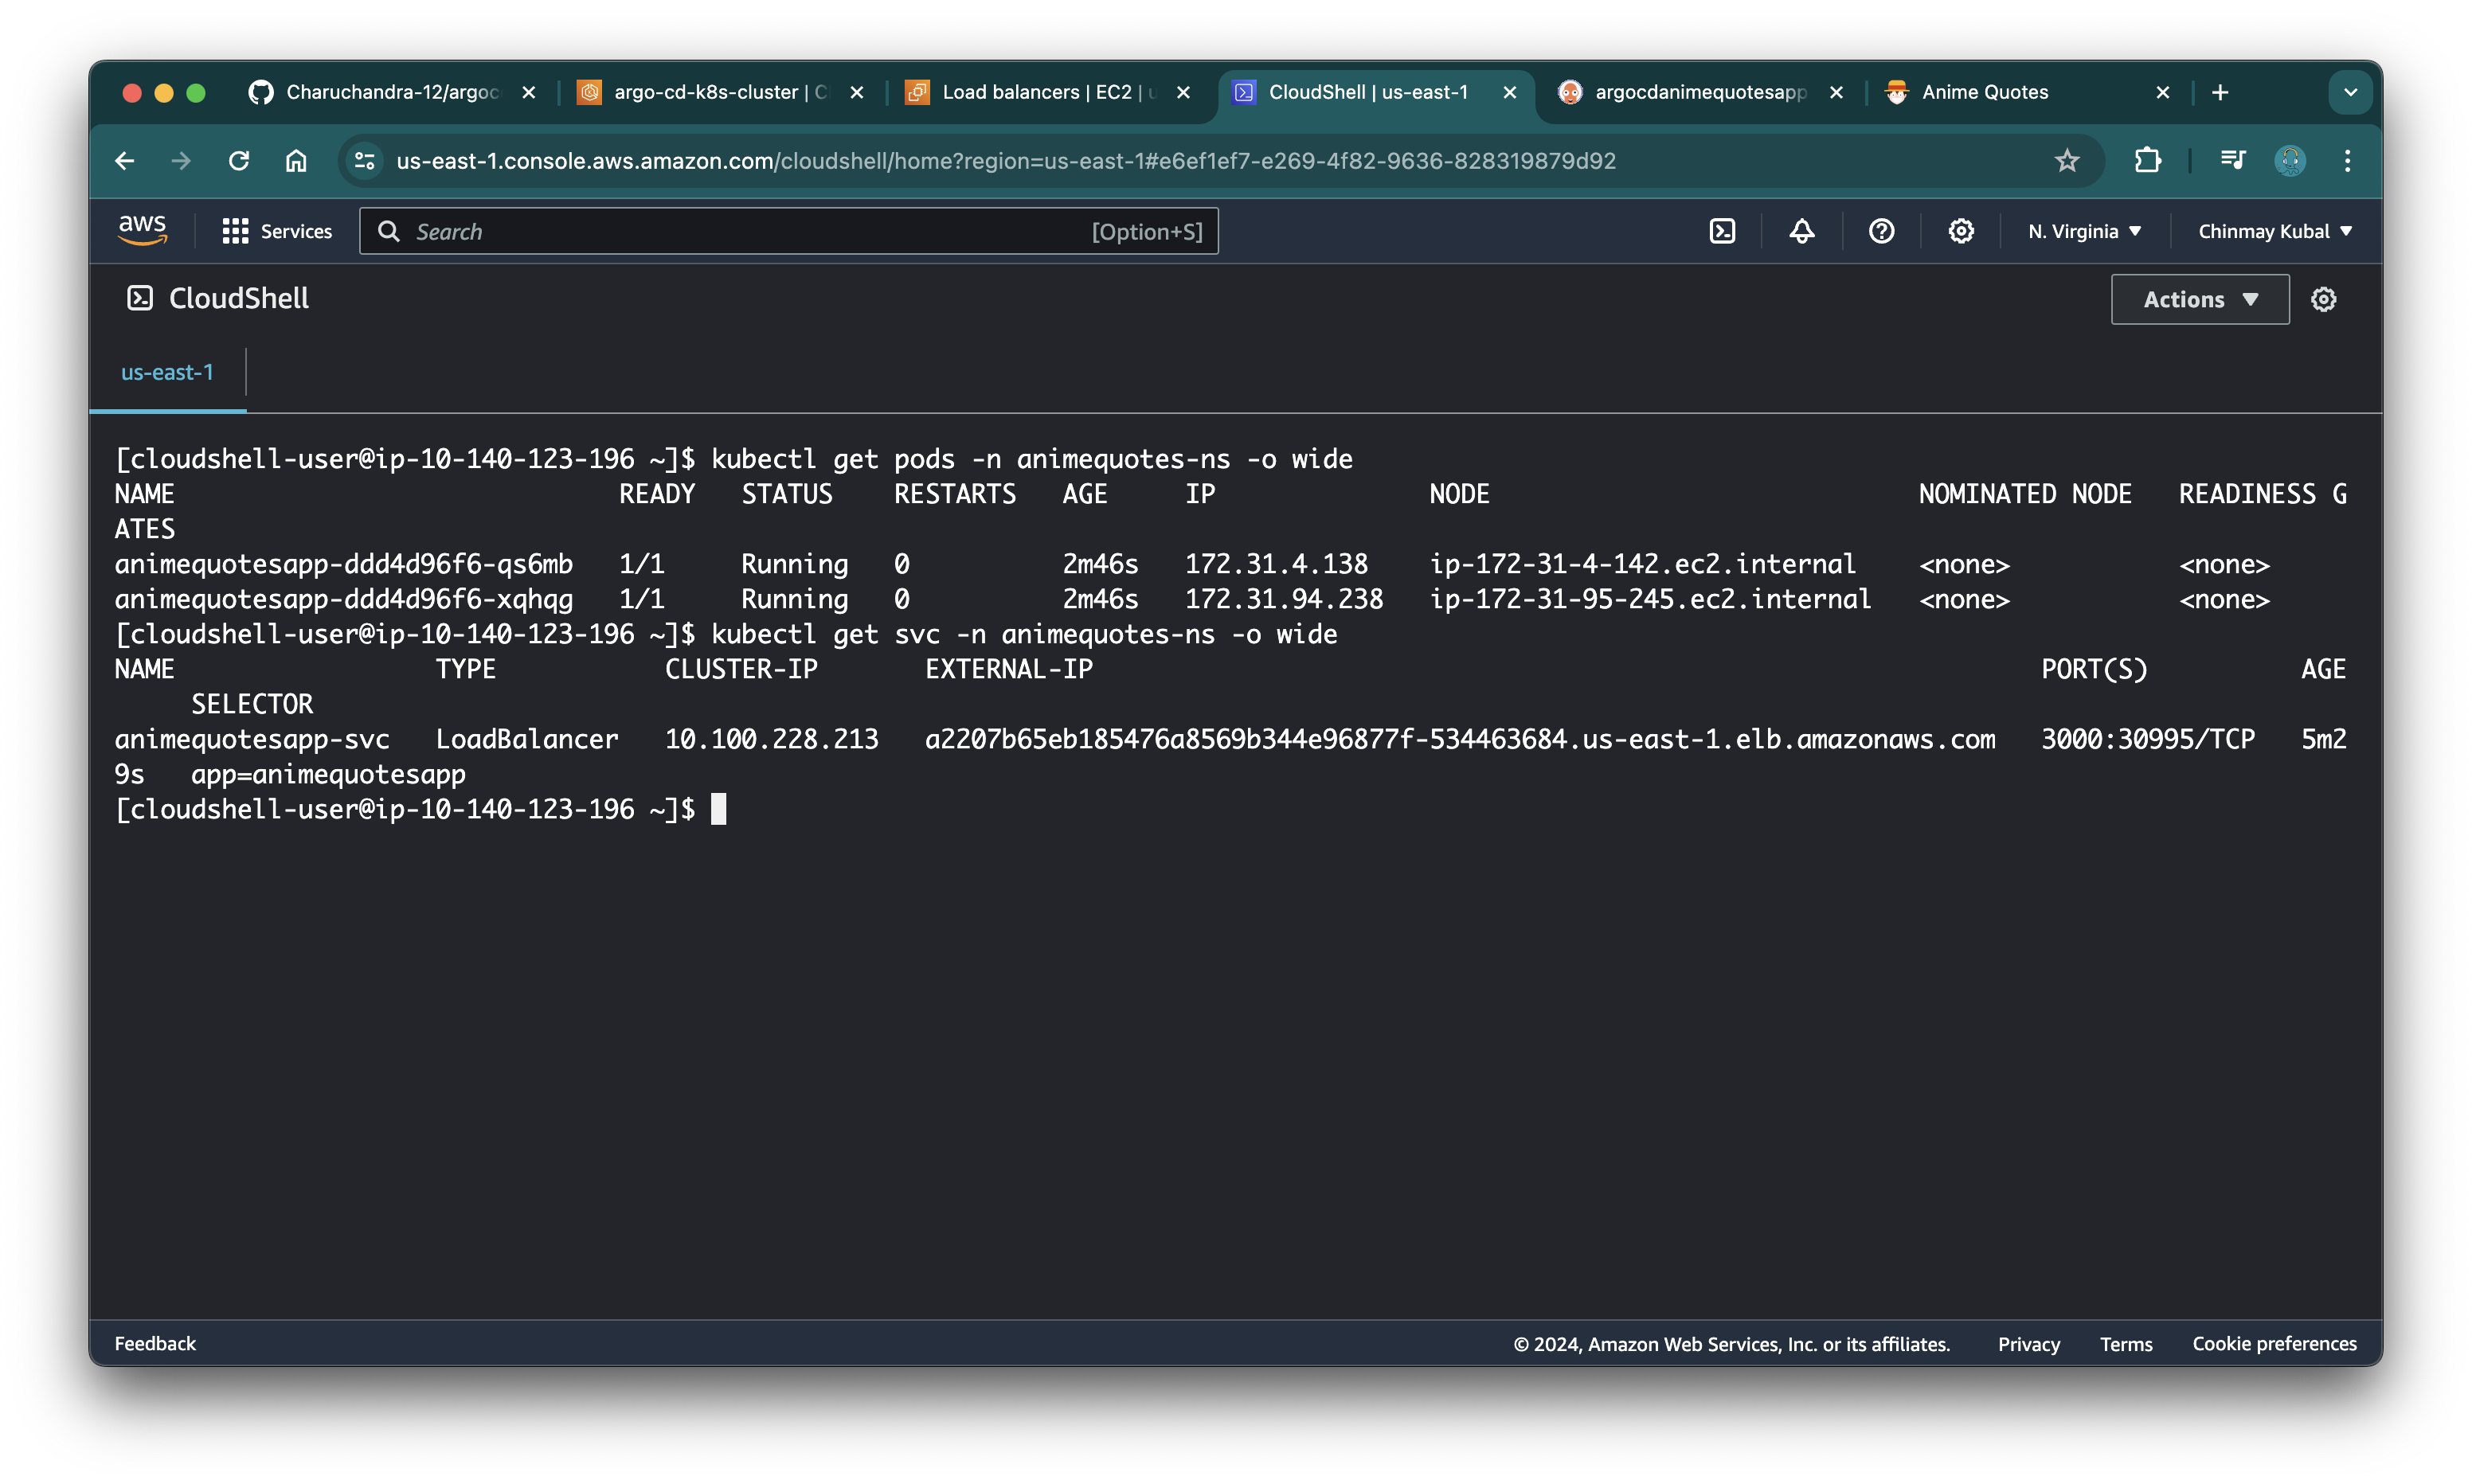 Charuchandra-12/argoc
argo-cd-k8s-cluster | C
Load balancers | EC2 | u
CloudShell | us-east-1
argocdanimequotesapp
Anime Quotes
us-east-1.console.aws.amazon.com/cloudshell/home?region=us-east-1#e6ef1ef7-e269-4f82-9636-828319879d92
aws
Services
Search
[Option+S]
N. Virginia
Chinmay Kubal
CloudShell
Actions
us-east-1
[cloudshell-user@ip-10-140-123-196 ~]$ kubectl get pods -n animequotes-ns -o wide
NAME READY STATUS RESTARTS AGE IP NODE NOMINATED NODE READINESS G
ATES
animequotesapp-ddd4d96f6-qs6mb 1/1 Running 0 2m46s 172.31.4.138 ip-172-31-4-142.ec2.internal <none> <none>
animequotesapp-ddd4d96f6-xqhqg 1/1 Running 0 2m46s 172.31.94.238 ip-172-31-95-245.ec2.internal <none> <none>
[cloudshell-user@ip-10-140-123-196 ~]$ kubectl get svc -n animequotes-ns -o wide
NAME TYPE CLUSTER-IP EXTERNAL-IP PORT(S) AGE
SELECTOR
animequotesapp-svc LoadBalancer 10.100.228.213 a2207b65eb185476a8569b344e96877f-534463684.us-east-1.elb.amazonaws.com 3000:30995/TCP 5m2
9s app=animequotesapp
[cloudshell-user@ip-10-140-123-196 ~]$
Feedback
© 2024, Amazon Web Services, Inc. or its affiliates.
Privacy
Terms
Cookie preferences